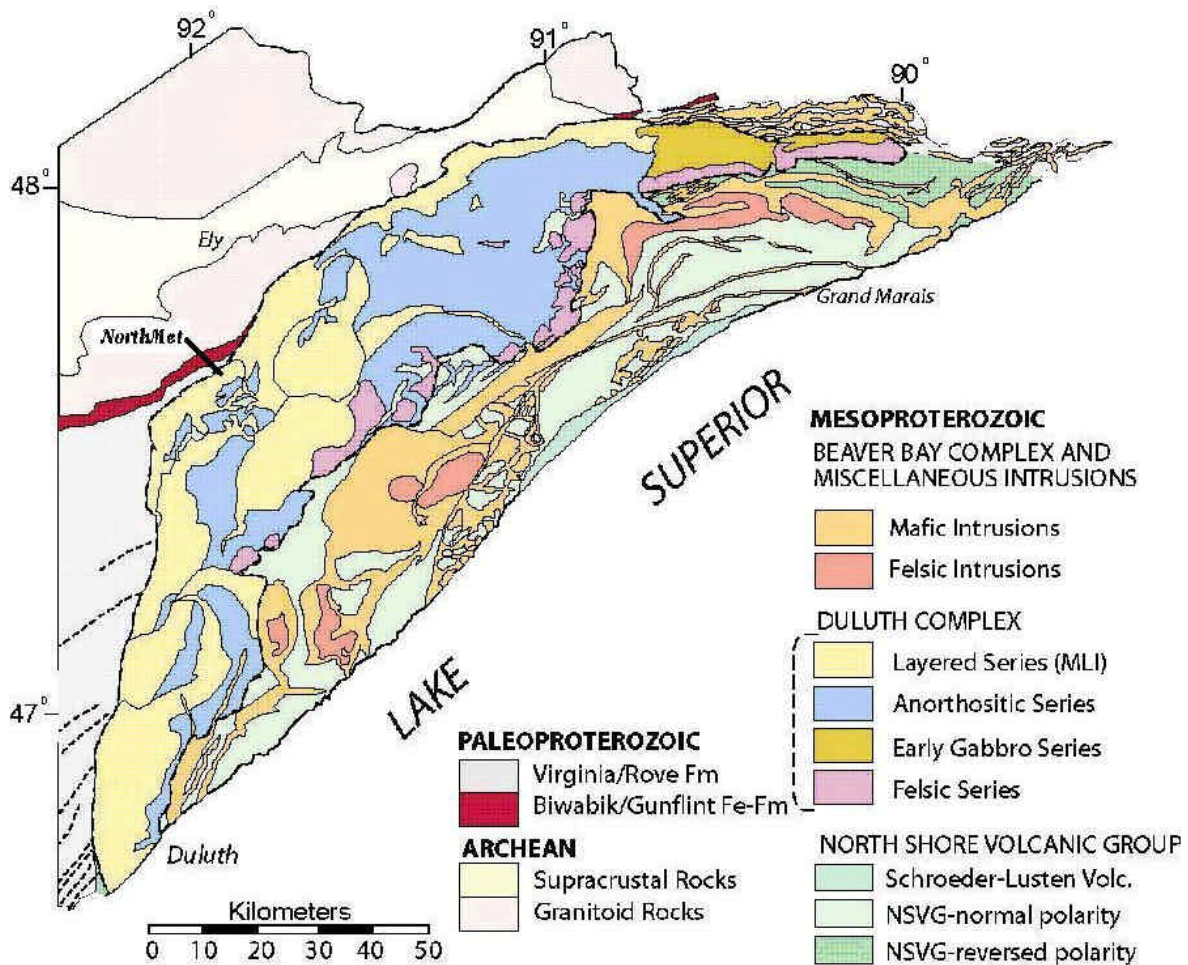 92°
91°
90°
48°
Ely
NorthMet
Grand Marais
SUPERIOR
LAKE
47°
Duluth
Kilometers
0 10 20 30 40 50
PALEOPROTEROZOIC
Virginia/Rove Fm
Biwabik/Gunflint Fe-Fm
ARCHEAN
Supracrustal Rocks
Granitoid Rocks
MESOPROTEROZOIC
BEAVER BAY COMPLEX AND
MISCELLANEOUS INTRUSIONS
Mafic Intrusions
Felsic Intrusions
DULUTH COMPLEX
Layered Series (MLI)
Anorthositic Series
Early Gabbro Series
Felsic Series
NORTH SHORE VOLCANIC GROUP
Schroeder-Lusten Volc.
NSVG-normal polarity
NSVG-reversed polarity